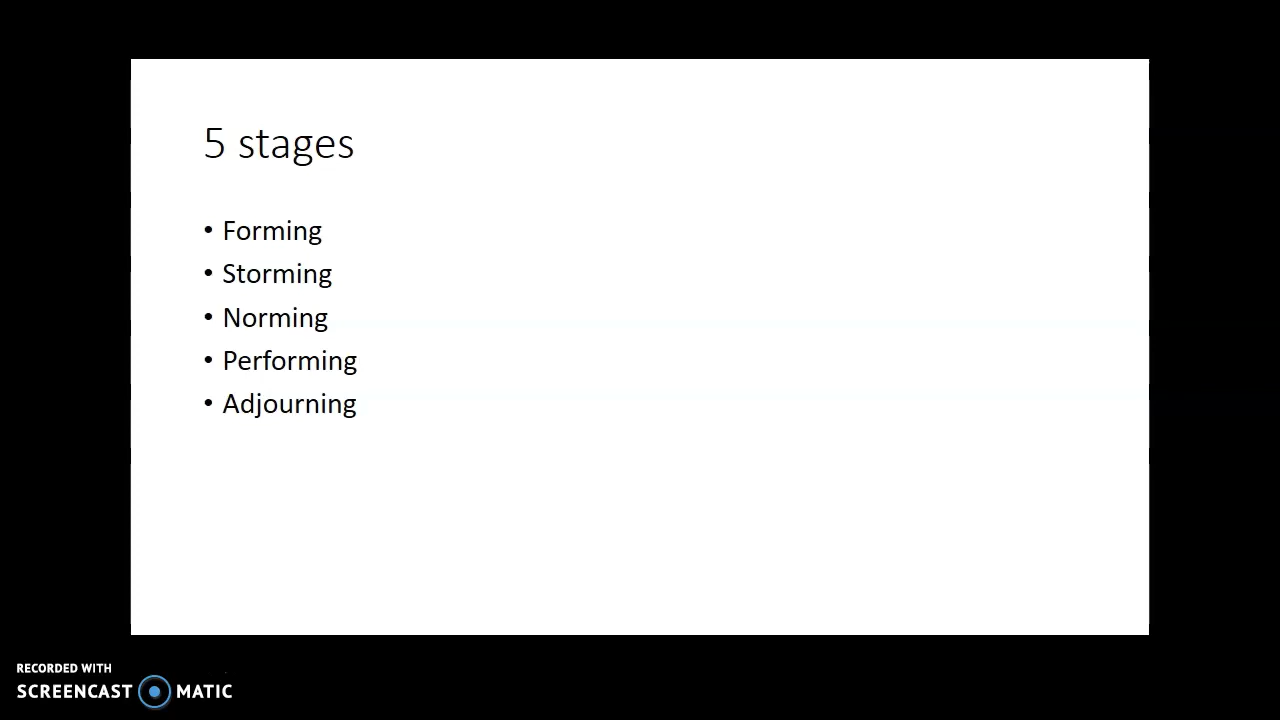 5 stages
• Forming
• Storming
• Norming
• Performing
• Adjourning
RECORDED WITH
SCREENCAST MATIC